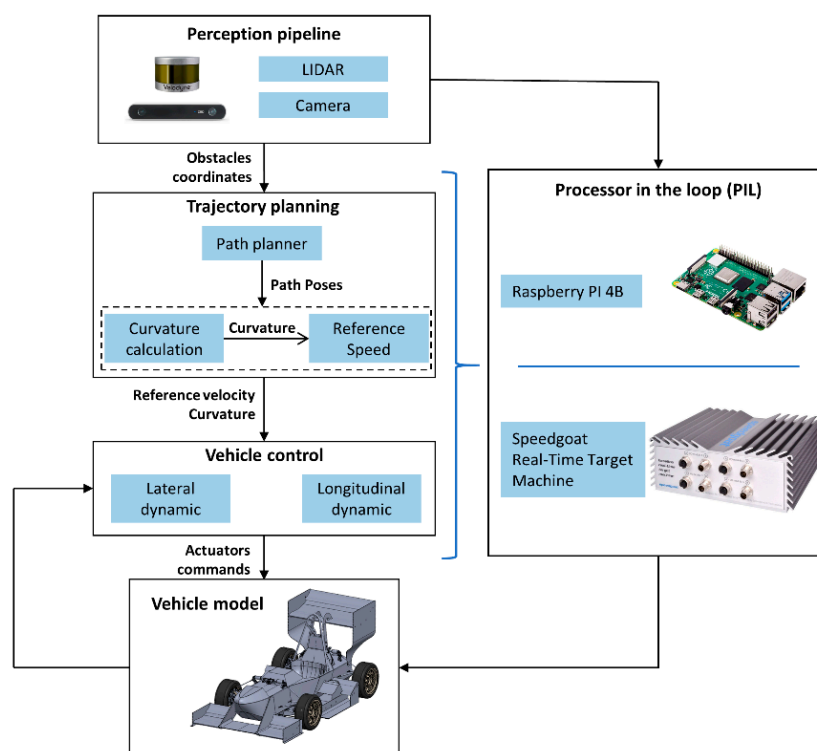 Perception pipeline
LIDAR
Velodyne
Camera
Obstacles
coordinates
Trajectory planning
Path planner
Path Poses
Curvature
calculation
Curvature
Reference
Speed
Reference velocity
Curvature
Vehicle control
Lateral
dynamic
Longitudinal
dynamic
Actuators
commands
Vehicle model
Processor in the loop (PIL)
Raspberry PI 4B
Speedgoat
Real-Time Target
Machine